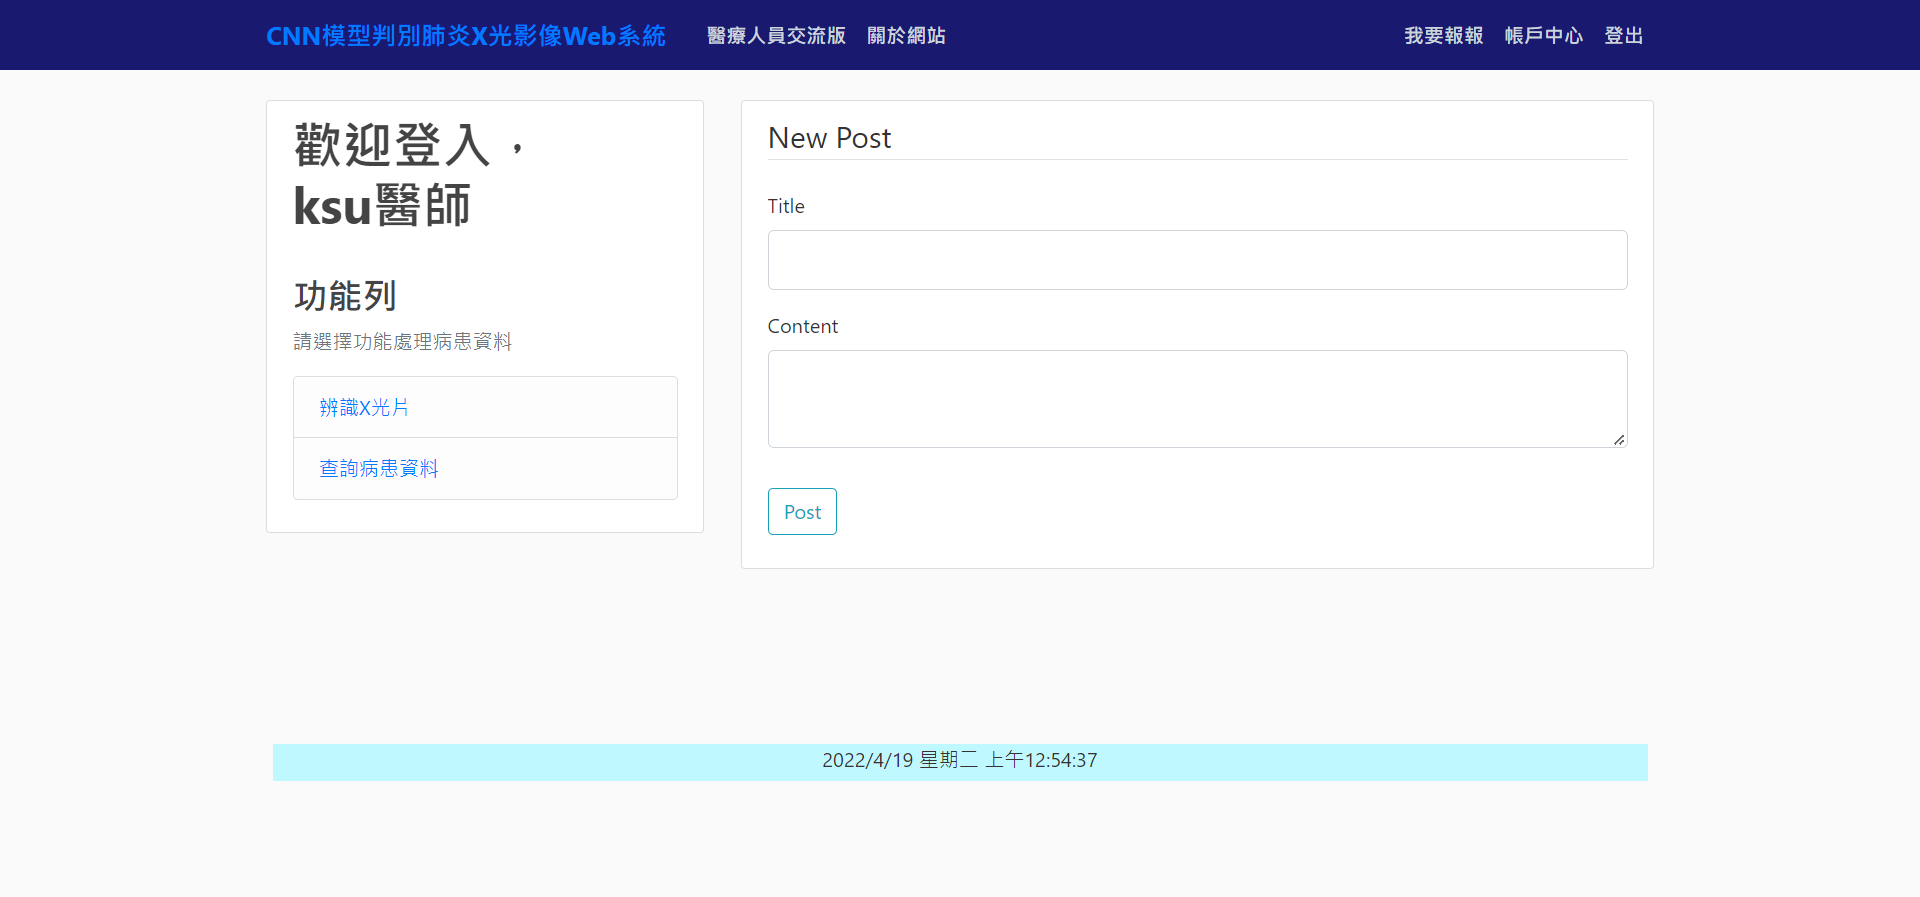 CNN模型判別肺炎X光影像Web系統 醫療人員交流版 關於網站 我要報報 帳戶中心 登出
歡迎登入，
ksu醫師
功能列
請選擇功能處理病患資料
辨識X光片
查詢病患資料
New Post
Title
Content
Post
2022/4/19 星期二 上午12:54:37